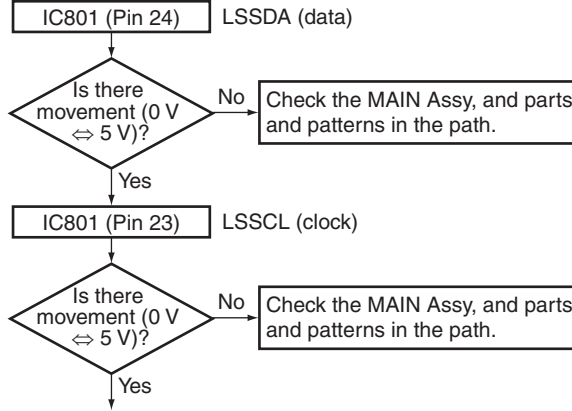 IC801 (Pin 24) LSSDA (data)
Is there
movement (0 V
⇔ 5 V)?
No
Check the MAIN Assy, and parts
and patterns in the path.
Yes
IC801 (Pin 23) LSSCL (clock)
Is there
movement (0 V
⇔ 5 V)?
No
Check the MAIN Assy, and parts
and patterns in the path.
Yes